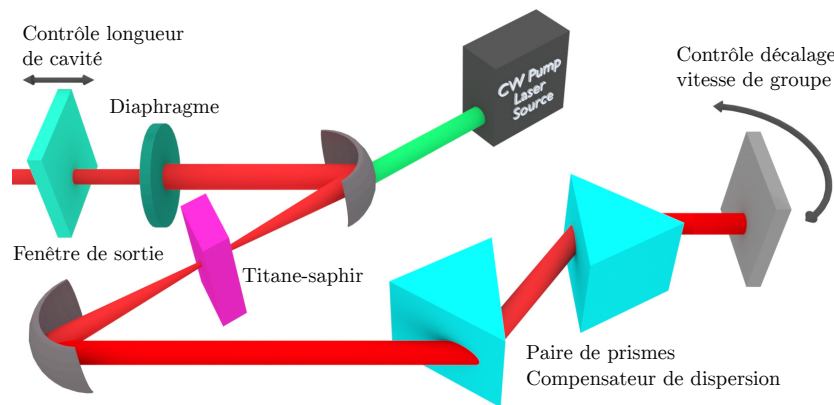 Contrôle longueur
de cavité
Diaphragme
CW Pump
Laser
Source
Contrôle décalage
vitesse de groupe
Fenêtre de sortie
Titane-saphir
Paire de prismes
Compensateur de dispersion